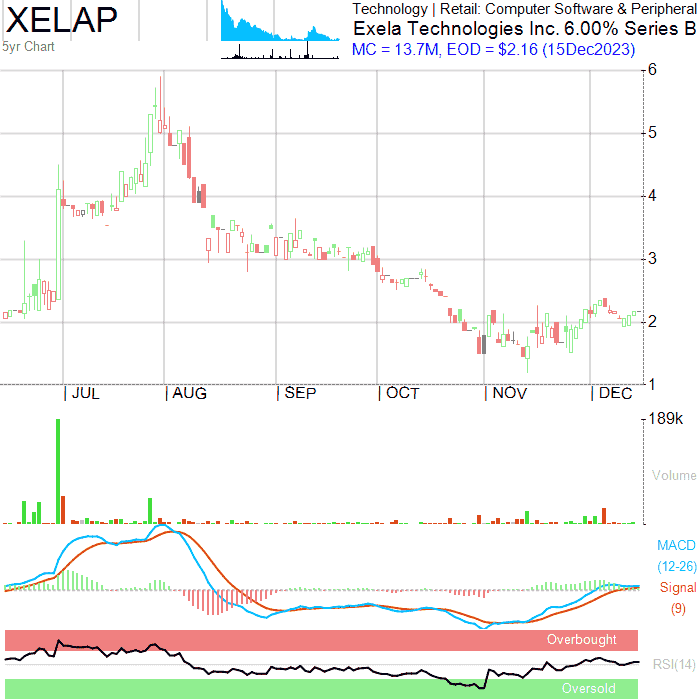 XELAP
5yr Chart
Technology | Retail: Computer Software & Peripheral
Exela Technologies Inc. 6.00% Series B
MC = 13.7M, EOD = $2.16 (15Dec2023)
6
5
4
3
2
1
| JUL | AUG | SEP | OCT | NOV | DEC
189k
Volume
MACD
(12-26)
Signal
(9)
Overbought
RSI(14)
Oversold